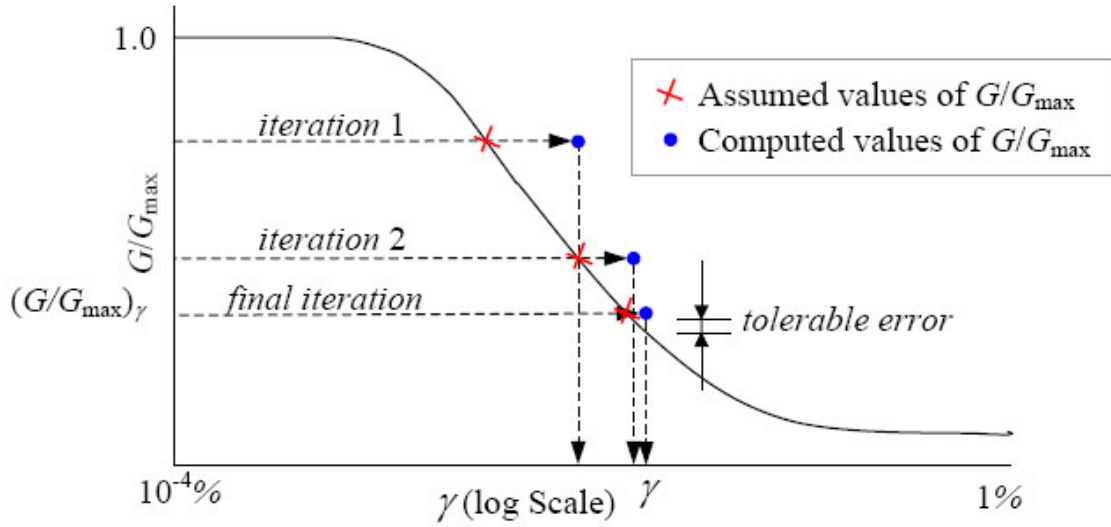 1.0
Assumed values of G/Gmax
Computed values of G/Gmax
iteration 1
G/Gmax
iteration 2
(G/Gmax)γ
final iteration
tolerable error
10-4%
γ (log Scale)
γ
1%